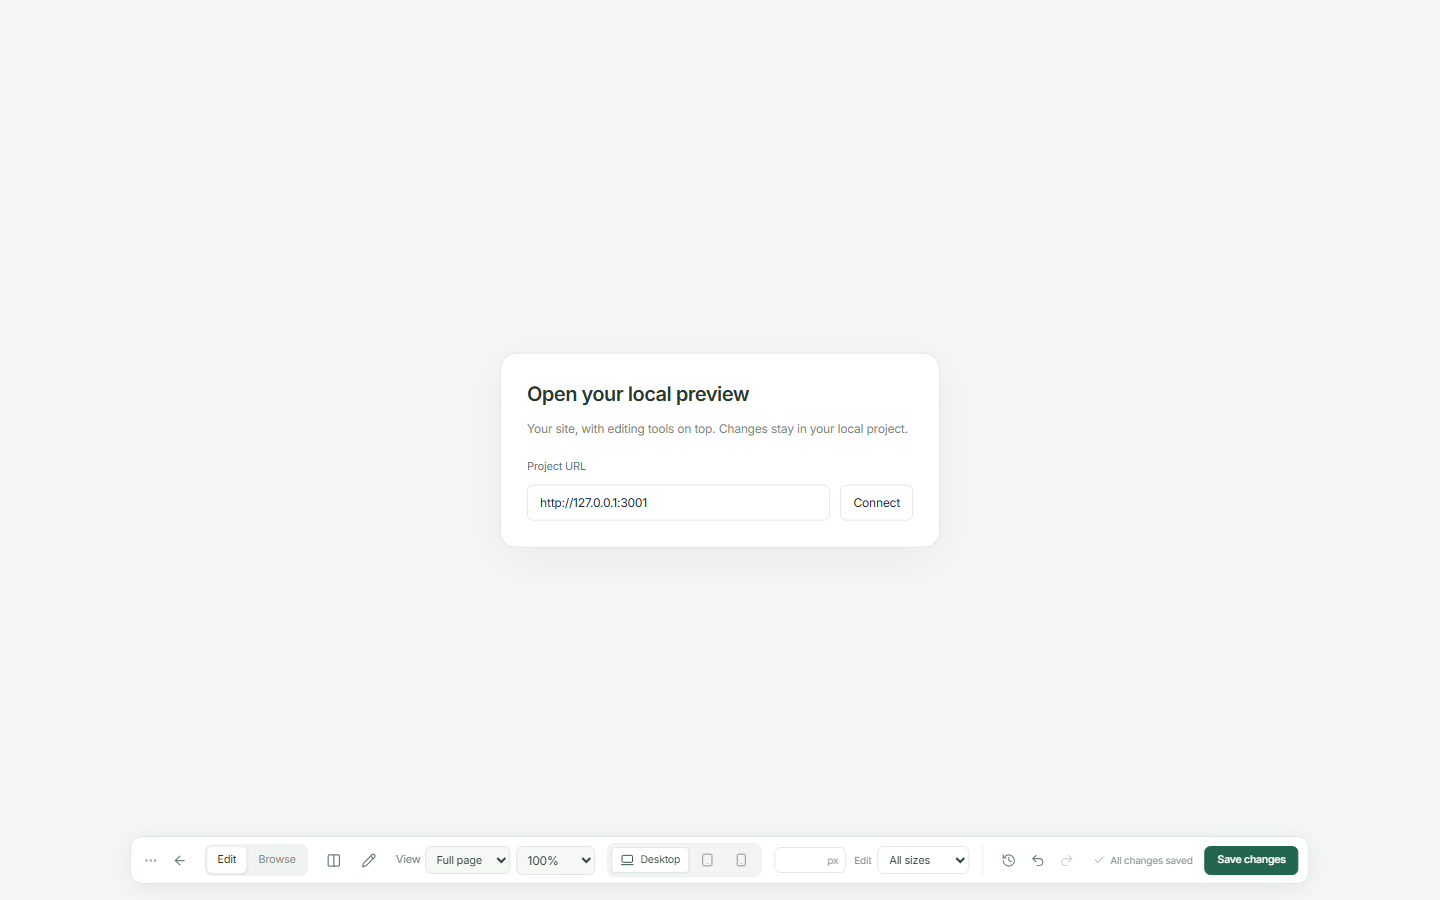 Open your local preview
Your site, with editing tools on top. Changes stay in your local project.
Project URL
http://127.0.0.1:3001 Connect
Edit Browse View Full page 100% Desktop px Edit All sizes All changes saved Save changes